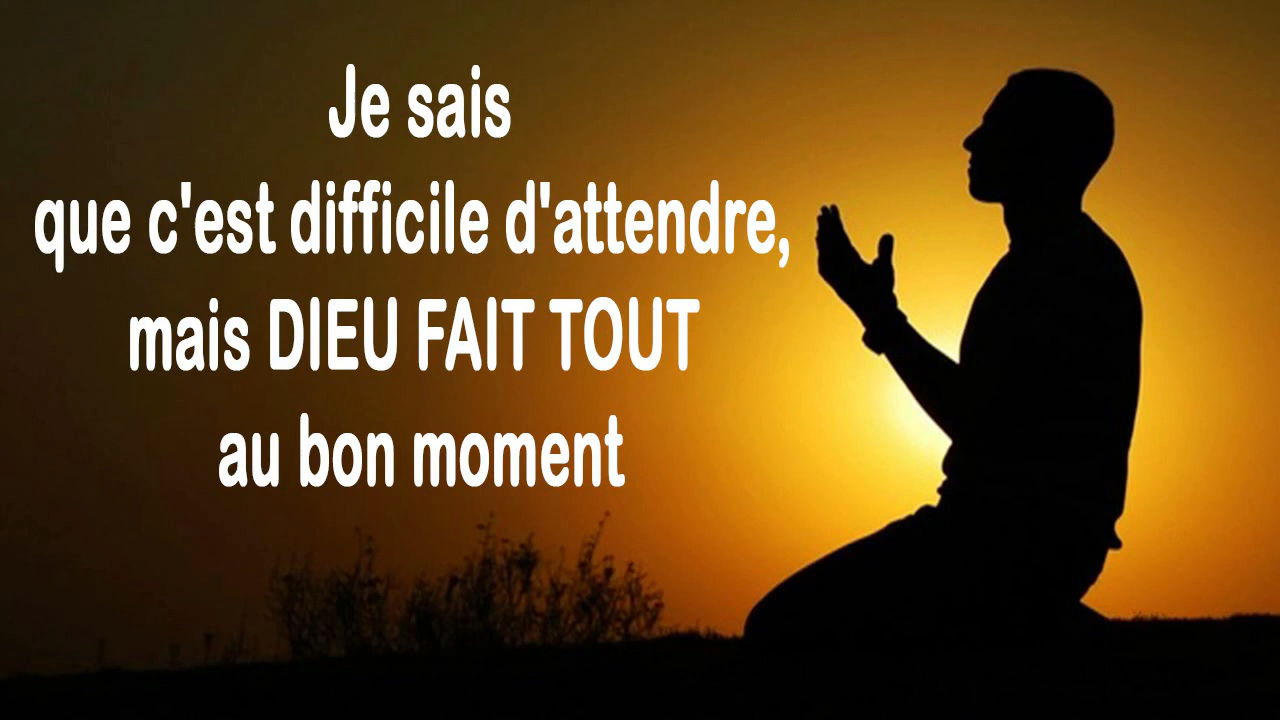 Je sais
que c'est difficile d'attendre,
mais DIEU FAIT TOUT
au bon moment